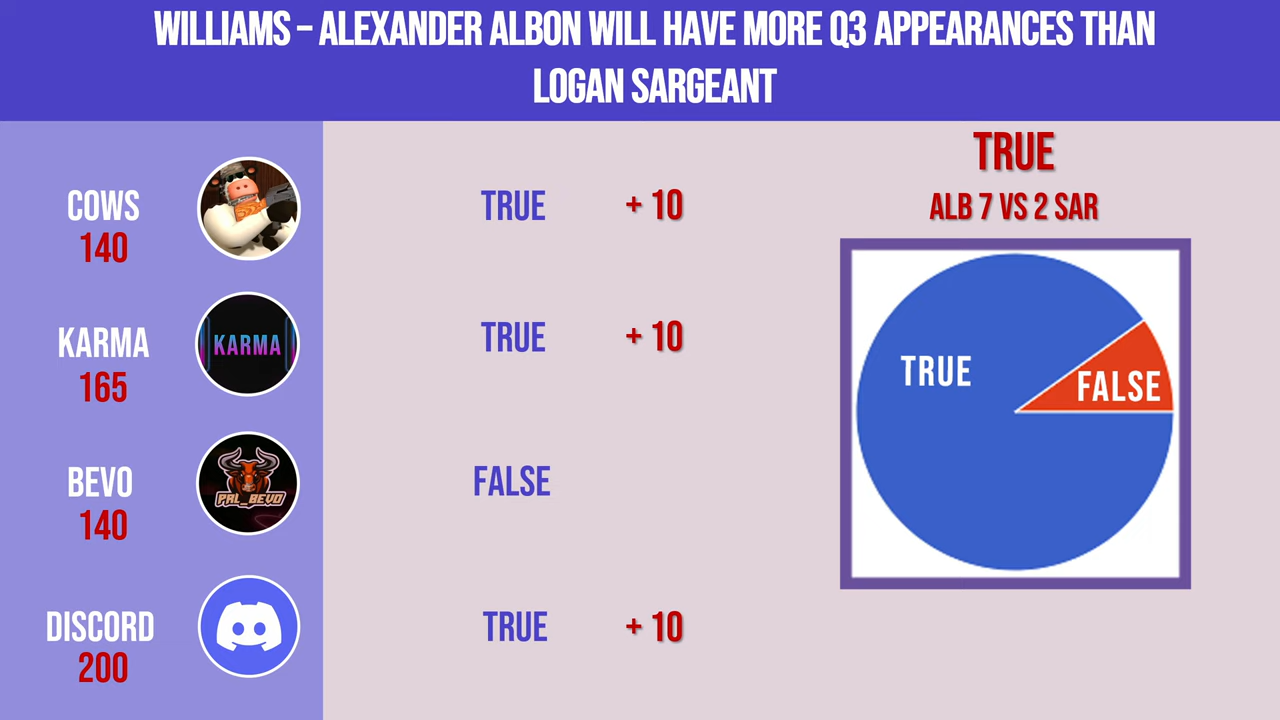 WILLIAMS – ALEXANDER ALBON WILL HAVE MORE Q3 APPEARANCES THAN
LOGAN SARGEANT
TRUE
ALB 7 VS 2 SAR
COWS
140
TRUE + 10
KARMA
165
KARMA
TRUE + 10
BEVO
140
PRL_BEVO
FALSE
DISCORD
200
TRUE + 10
TRUE
FALSE